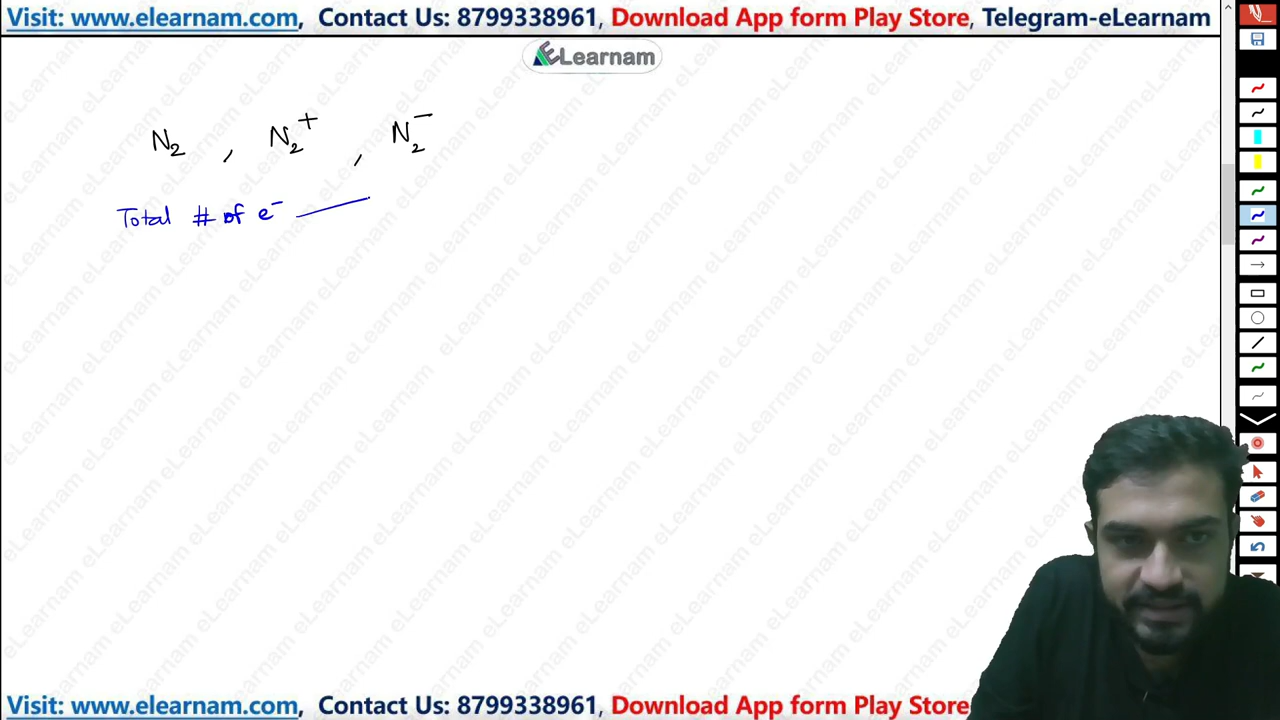 Visit: www.elearnam.com, Contact Us: 8799338961, Download App form Play Store, Telegram-eLearnam
ELearnam
N₂ , N₂⁺ , N₂⁻
Total # of e⁻
Visit: www.elearnam.com, Contact Us: 8799338961, Download App form Play Store